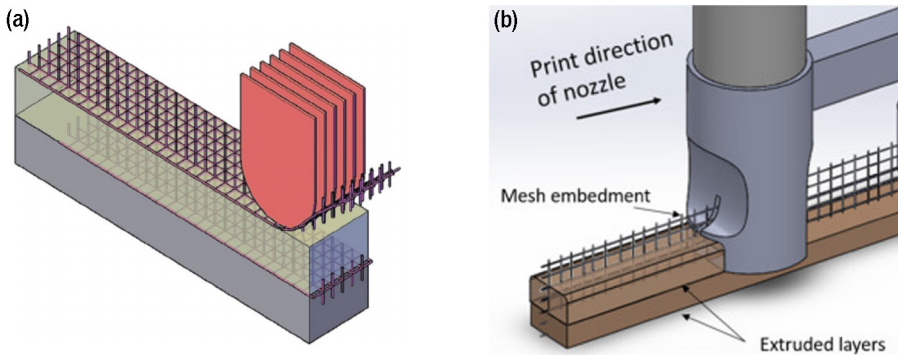 (a)
(b)
Print direction
of nozzle
Mesh embedment
Extruded layers